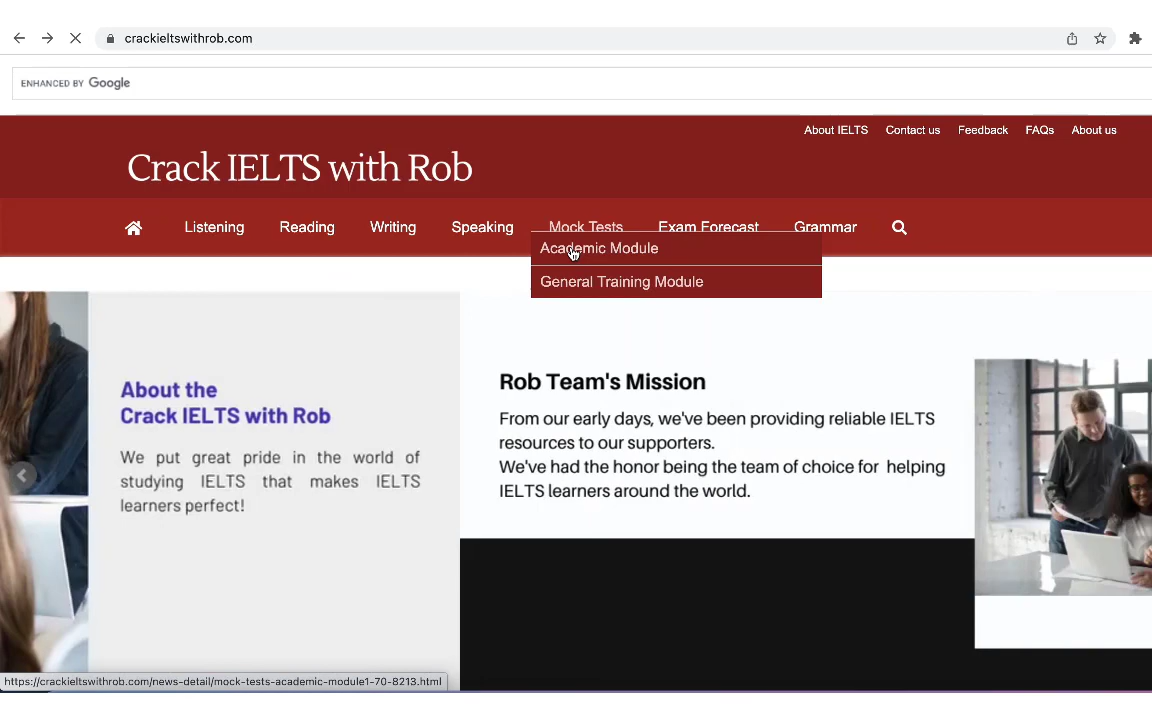 crackieltswithrob.com
ENHANCED BY Google
About IELTS Contact us Feedback FAQs About us
Crack IELTS with Rob
Listening Reading Writing Speaking Mock Tests Exam Forecast Grammar
Academic Module
General Training Module
About the
Crack IELTS with Rob
We put great pride in the world of
studying IELTS that makes IELTS
learners perfect!
Rob Team's Mission
From our early days, we've been providing reliable IELTS
resources to our supporters.
We've had the honor being the team of choice for helping
IELTS learners around the world.
https://crackieltswithrob.com/news-detail/mock-tests-academic-module1-70-8213.html